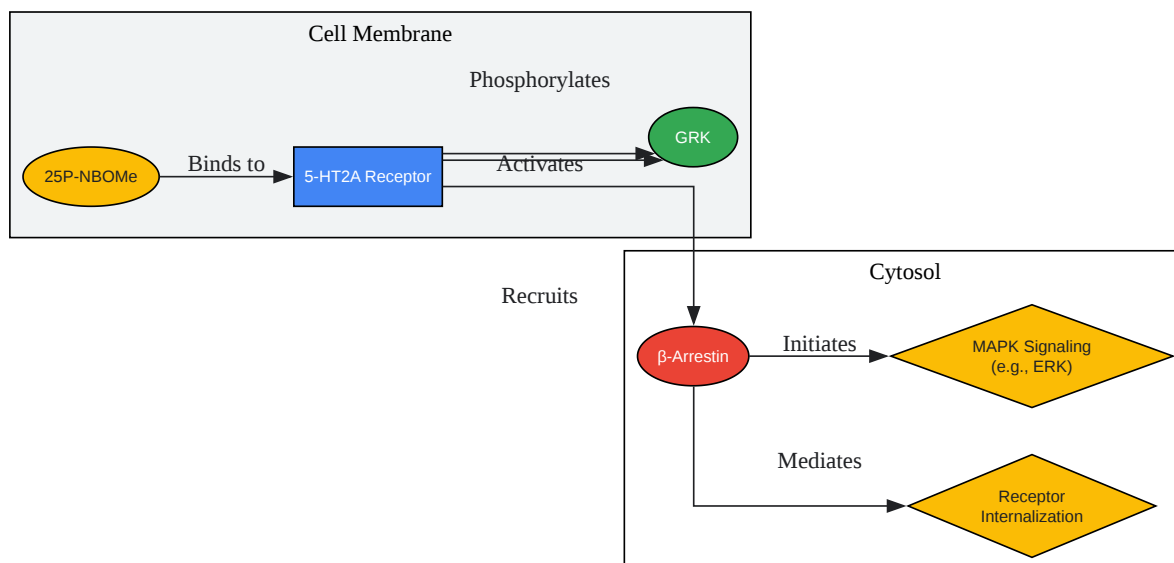 Cell Membrane
Phosphorylates
GRK
25P-NBOMe
Binds to
5-HT2A Receptor
Activates
Cytosol
Recruits
β-Arrestin
Initiates
MAPK Signaling
(e.g., ERK)
Mediates
Receptor
Internalization